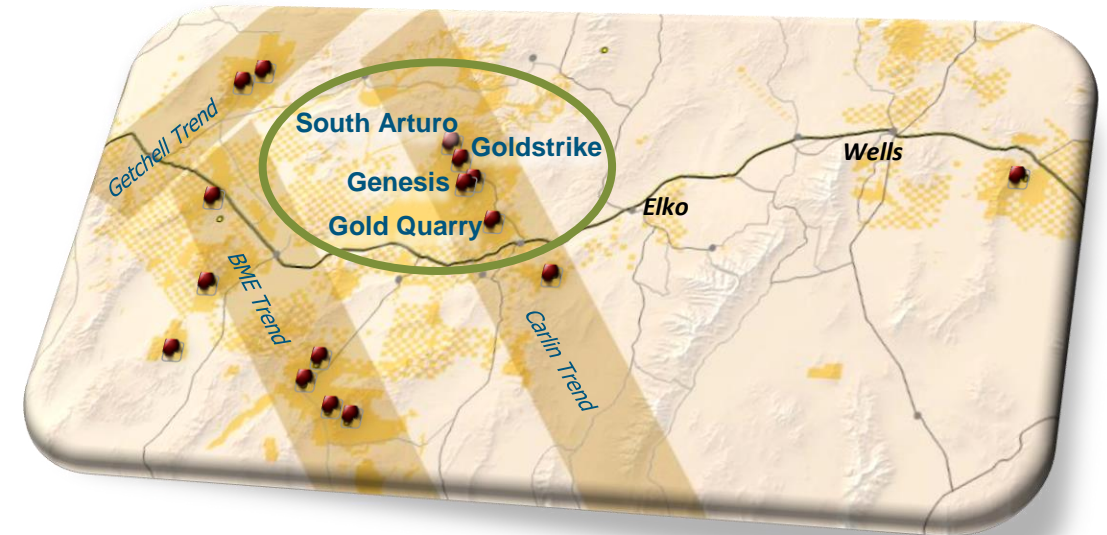 Getchell Trend
South Arturo
Goldstrike
Genesis
Gold Quarry
Wells
Elko
BME Trend
Carlin Trend